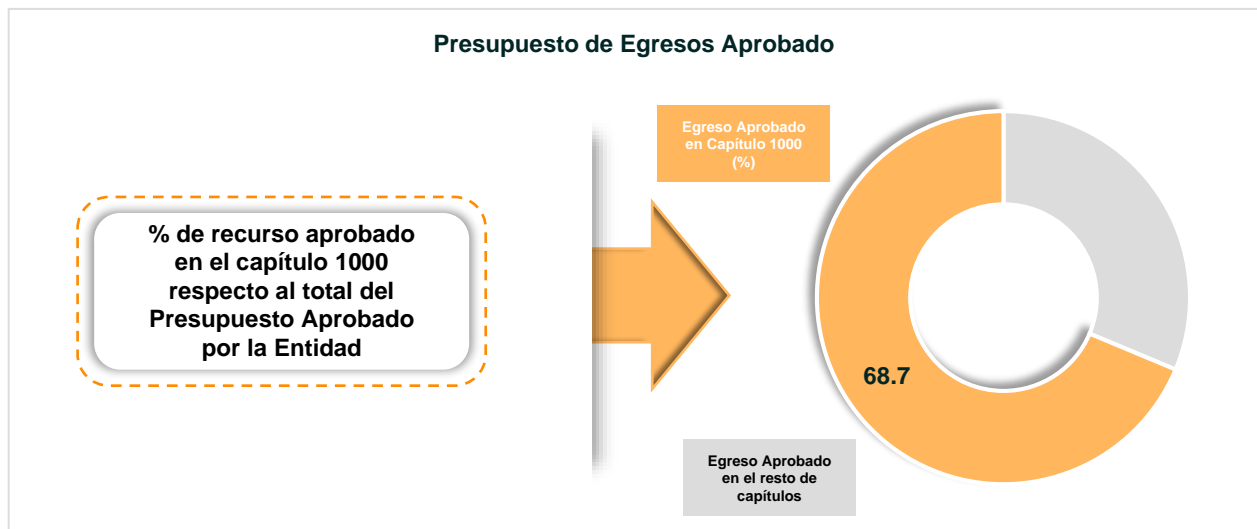 Presupuesto de Egresos Aprobado
% de recurso aprobado
en el capítulo 1000
respecto al total del
Presupuesto Aprobado
por la Entidad
Egreso Aprobado
en Capítulo 1000
(%)
68.7
Egreso Aprobado
en el resto de
capítulos